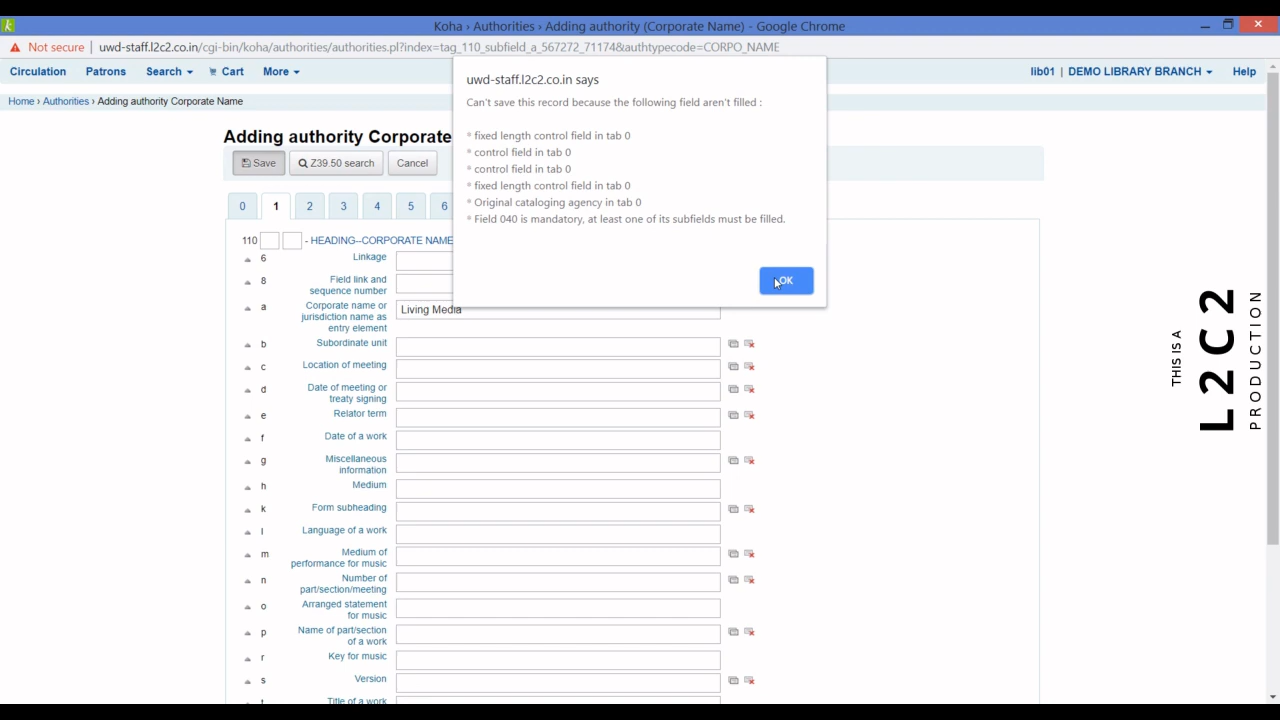 Koha › Authorities › Adding authority (Corporate Name) - Google Chrome
Not secure | uwd-staff.l2c2.co.in/cgi-bin/koha/authorities/authorities.pl?index=tag_110_subfield_a_567272_71174&authtypecode=CORPO_NAME
Circulation Patrons Search Cart More lib01 | DEMO LIBRARY BRANCH Help
Home › Authorities › Adding authority Corporate Name
Adding authority Corporate
Save Z39.50 search Cancel
0 1 2 3 4 5 6
uwd-staff.l2c2.co.in says
Can't save this record because the following field aren't filled :
* fixed length control field in tab 0
* control field in tab 0
* control field in tab 0
* fixed length control field in tab 0
* Original cataloging agency in tab 0
* Field 040 is mandatory, at least one of its subfields must be filled.
OK
110 - HEADING--CORPORATE NAME
6 Linkage
8 Field link and
sequence number
a Corporate name or
jurisdiction name as
entry element
Living Media
b Subordinate unit
c Location of meeting
d Date of meeting or
treaty signing
e Relator term
f Date of a work
g Miscellaneous
information
h Medium
k Form subheading
l Language of a work
m Medium of
performance for music
n Number of
part/section/meeting
o Arranged statement
for music
p Name of part/section
of a work
r Key for music
s Version
t Title of a work
THIS IS A
L2C2
PRODUCTION